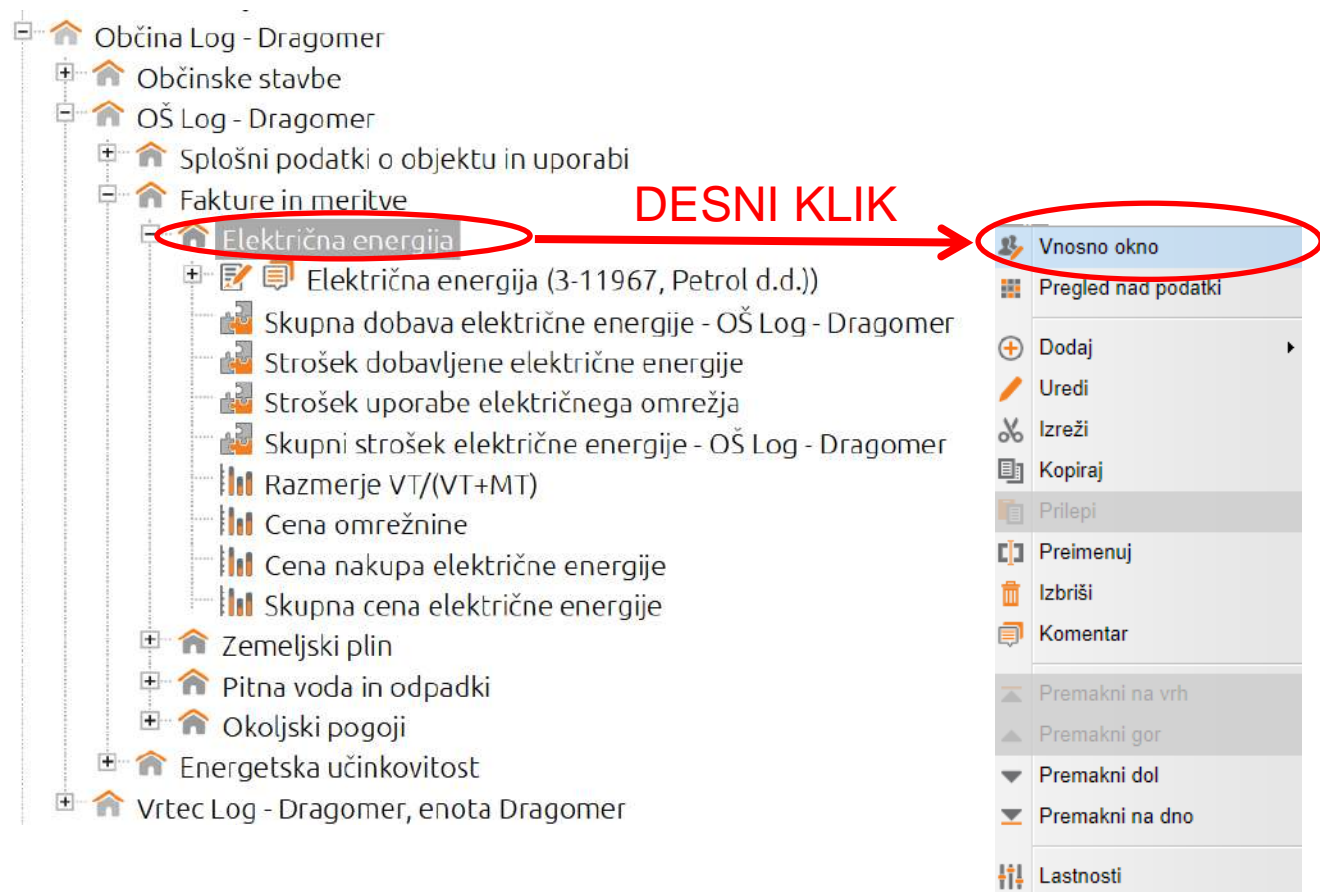 Občina Log - Dragomer
Občinske stavbe
OŠ Log - Dragomer
Splošni podatki o objektu in uporabi
Fakture in meritve
DESNI KLIK
Električna energija
Električna energija (3-11967, Petrol d.d.))
Skupna dobava električne energije - OŠ Log - Dragomer
Strošek dobavljene električne energije
Strošek uporabe električnega omrežja
Skupni strošek električne energije - OŠ Log - Dragomer
Razmerje VT/(VT+MT)
Cena omrežnine
Cena nakupa električne energije
Skupna cena električne energije
Zemeljski plin
Pitna voda in odpadki
Okoljski pogoji
Energetska učinkovitost
Vrtec Log - Dragomer, enota Dragomer
Vnosno okno
Pregled nad podatki
Dodaj
Uredi
Izreži
Kopiraj
Prilepi
Preimenuj
Izbriši
Komentar
Premakni na vrh
Premakni gor
Premakni dol
Premakni na dno
Lastnosti